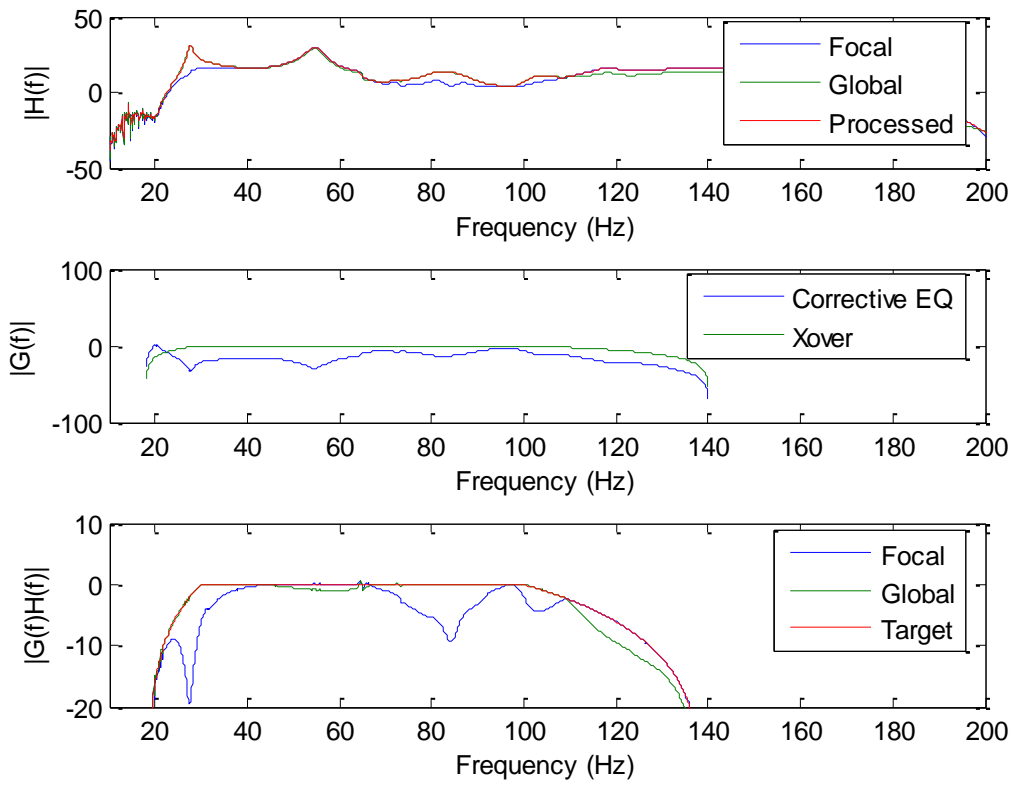 |H(f)|
50
0
-50
20 40 60 80 100 120 140 160 180 200
Frequency (Hz)
Focal
Global
Processed
|G(f)|
100
0
-100
20 40 60 80 100 120 140 160 180 200
Frequency (Hz)
Corrective EQ
Xover
|G(f)H(f)|
10
0
-10
-20
20 40 60 80 100 120 140 160 180 200
Frequency (Hz)
Focal
Global
Target